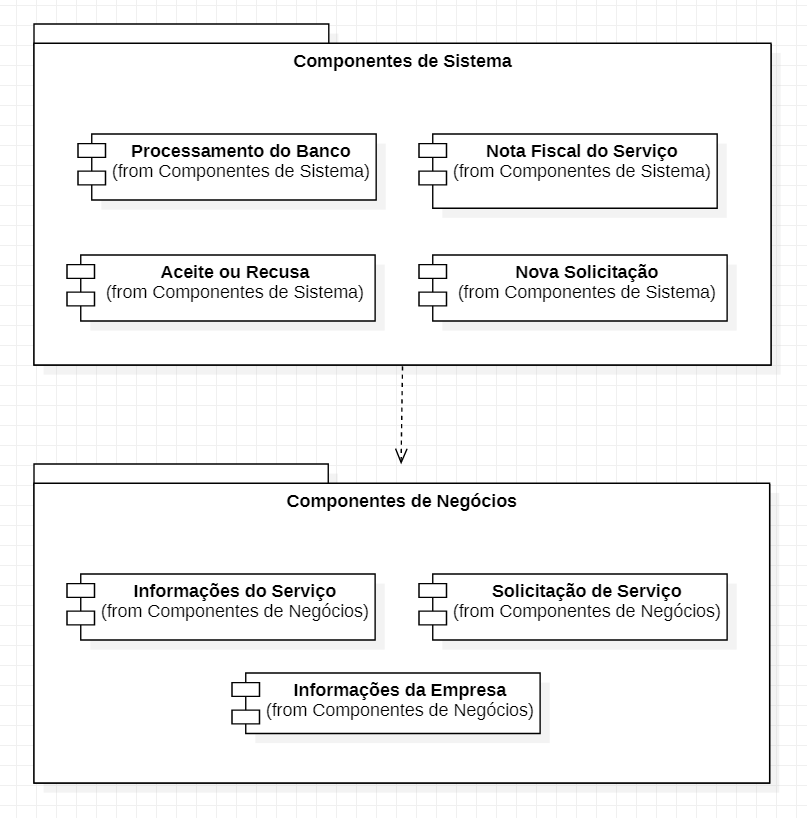 Componentes de Sistema
Processamento do Banco
(from Componentes de Sistema)
Nota Fiscal do Serviço
(from Componentes de Sistema)
Aceite ou Recusa
(from Componentes de Sistema)
Nova Solicitação
(from Componentes de Sistema)
Componentes de Negócios
Informações do Serviço
(from Componentes de Negócios)
Solicitação de Serviço
(from Componentes de Negócios)
Informações da Empresa
(from Componentes de Negócios)